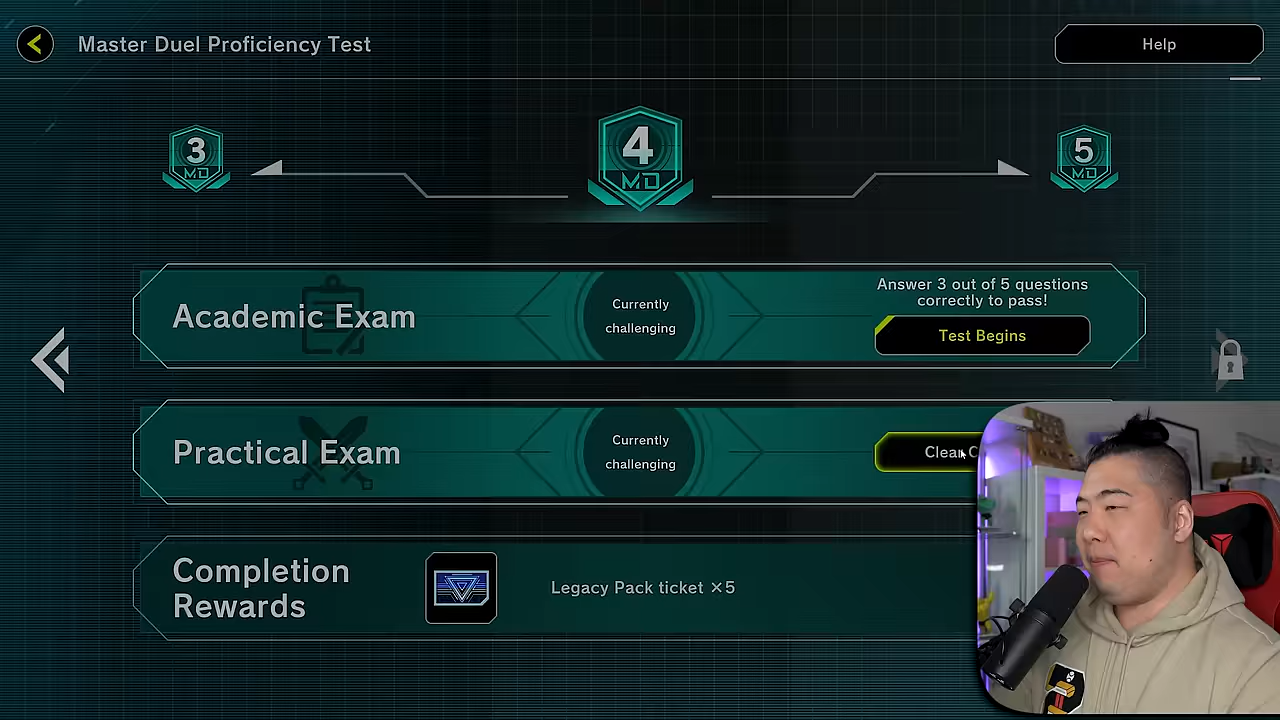 Master Duel Proficiency Test
Help
3
MD
4
MD
5
MD
Academic Exam
Currently
challenging
Answer 3 out of 5 questions
correctly to pass!
Test Begins
Practical Exam
Currently
challenging
Clear C
Completion
Rewards
Legacy Pack ticket ×5